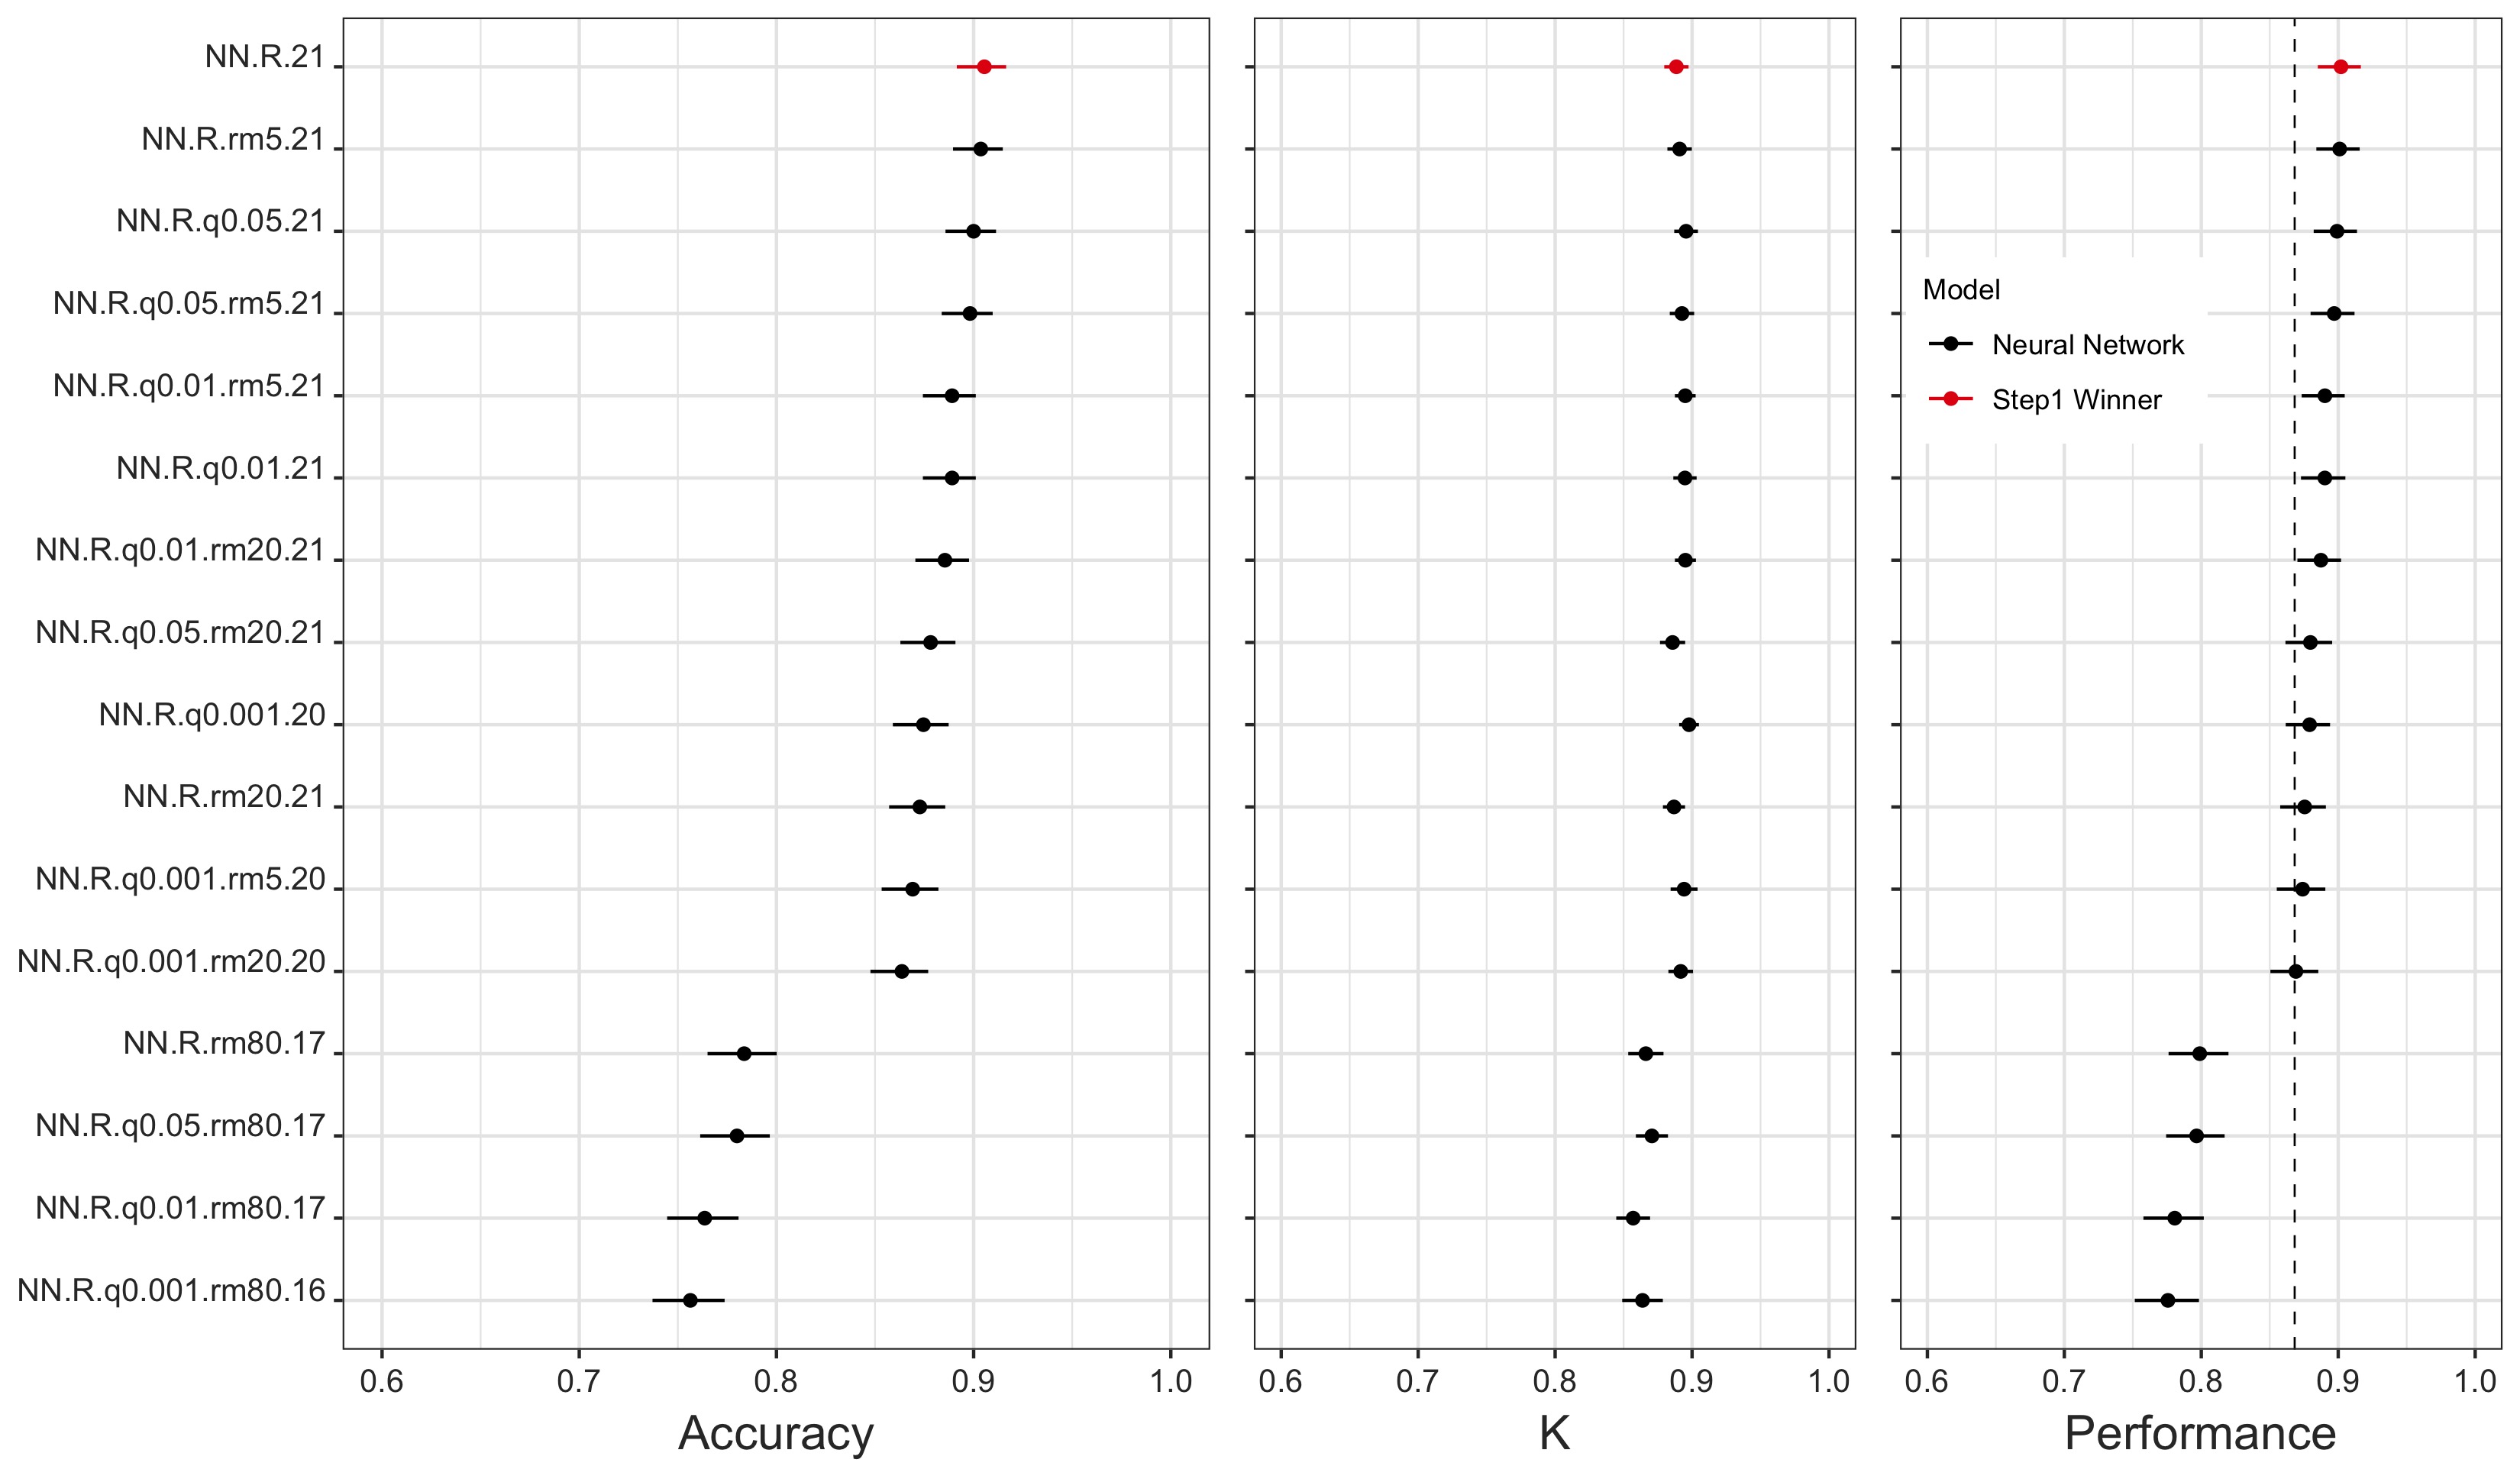 NN.R.21
NN.R.rm5.21
NN.R.q0.05.21
NN.R.q0.05.rm5.21
NN.R.q0.01.rm5.21
NN.R.q0.01.21
NN.R.q0.01.rm20.21
NN.R.q0.05.rm20.21
NN.R.q0.001.20
NN.R.rm20.21
NN.R.q0.001.rm5.20
NN.R.q0.001.rm20.20
NN.R.rm80.17
NN.R.q0.05.rm80.17
NN.R.q0.01.rm80.17
NN.R.q0.001.rm80.16
0.6 0.7 0.8 0.9 1.0
Accuracy
0.6 0.7 0.8 0.9 1.0
K
Model
Neural Network
Step1 Winner
0.6 0.7 0.8 0.9 1.0
Performance